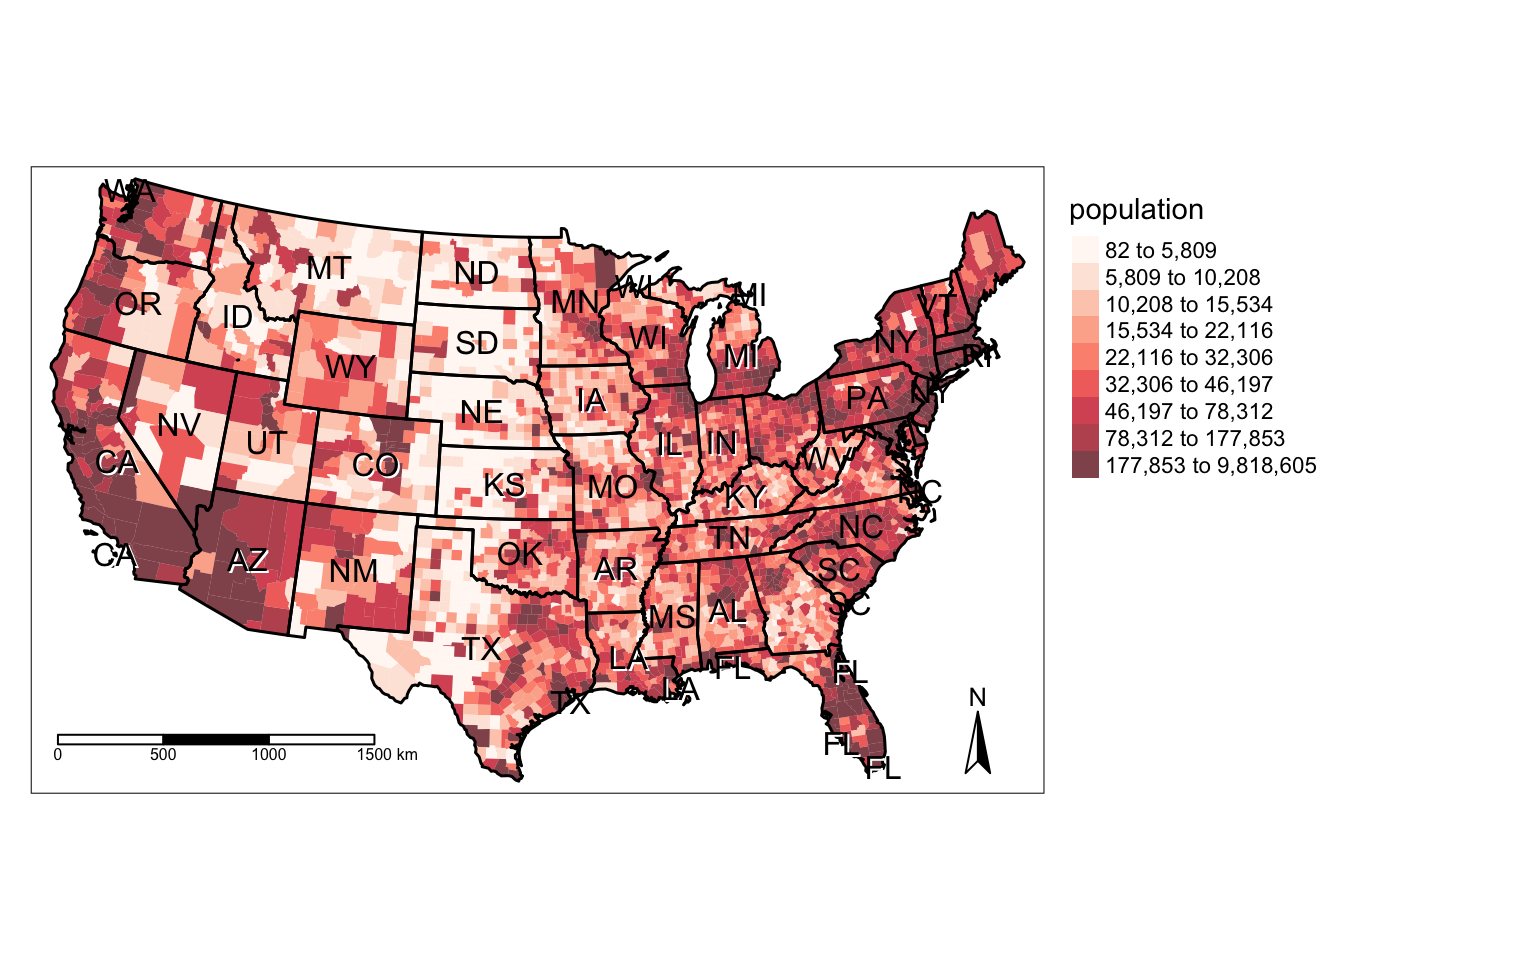 WA
MT
ND
MN
WI
MI
OR
ID
SD
WI
MI
VT
NY
RI
WY
NE
IA
PA
NY
NV
UT
CO
IL
IN
WV
CA
KS
MO
KY
NC
CA
AZ
NM
OK
AR
TN
NC
SC
SC
MS
AL
TX
LA
FL
FL
LA
TX
FL
FL
N
0 500 1000 1500 km
population
82 to 5,809
5,809 to 10,208
10,208 to 15,534
15,534 to 22,116
22,116 to 32,306
32,306 to 46,197
46,197 to 78,312
78,312 to 177,853
177,853 to 9,818,605